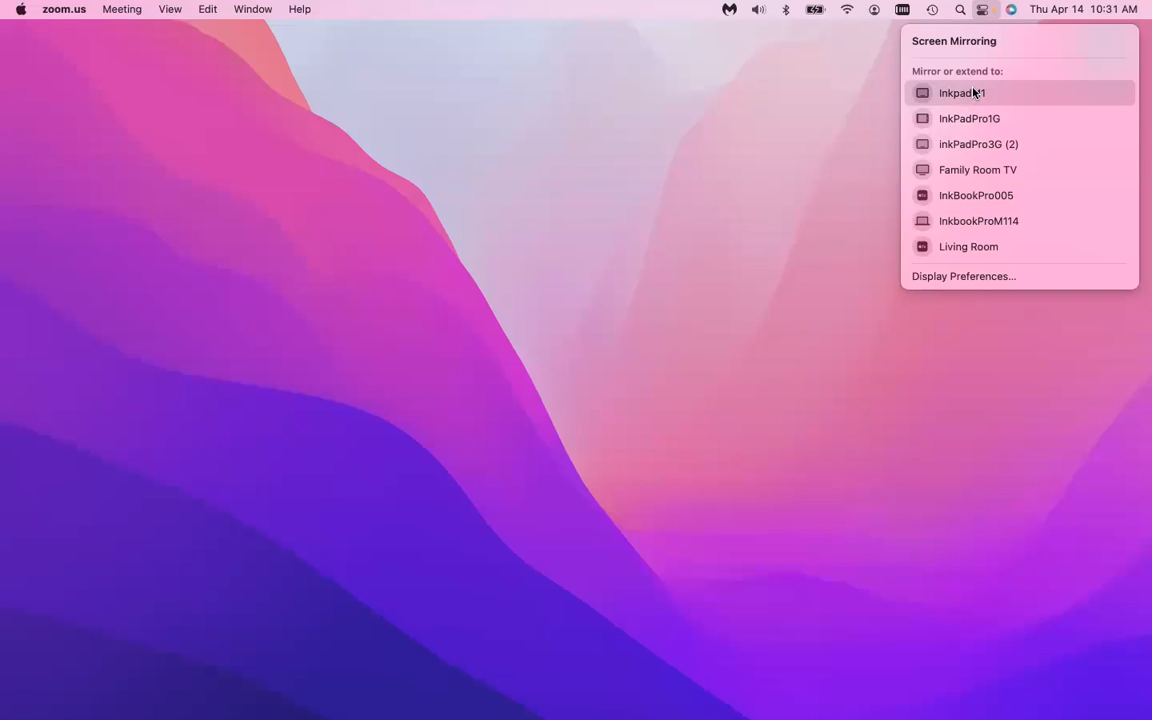 zoom.us Meeting View Edit Window Help Thu Apr 14 10:31 AM
Screen Mirroring
Mirror or extend to:
InkPadPro1G
inkPadPro3G (2)
Family Room TV
InkBookPro005
InkbookProM114
Living Room
Display Preferences...